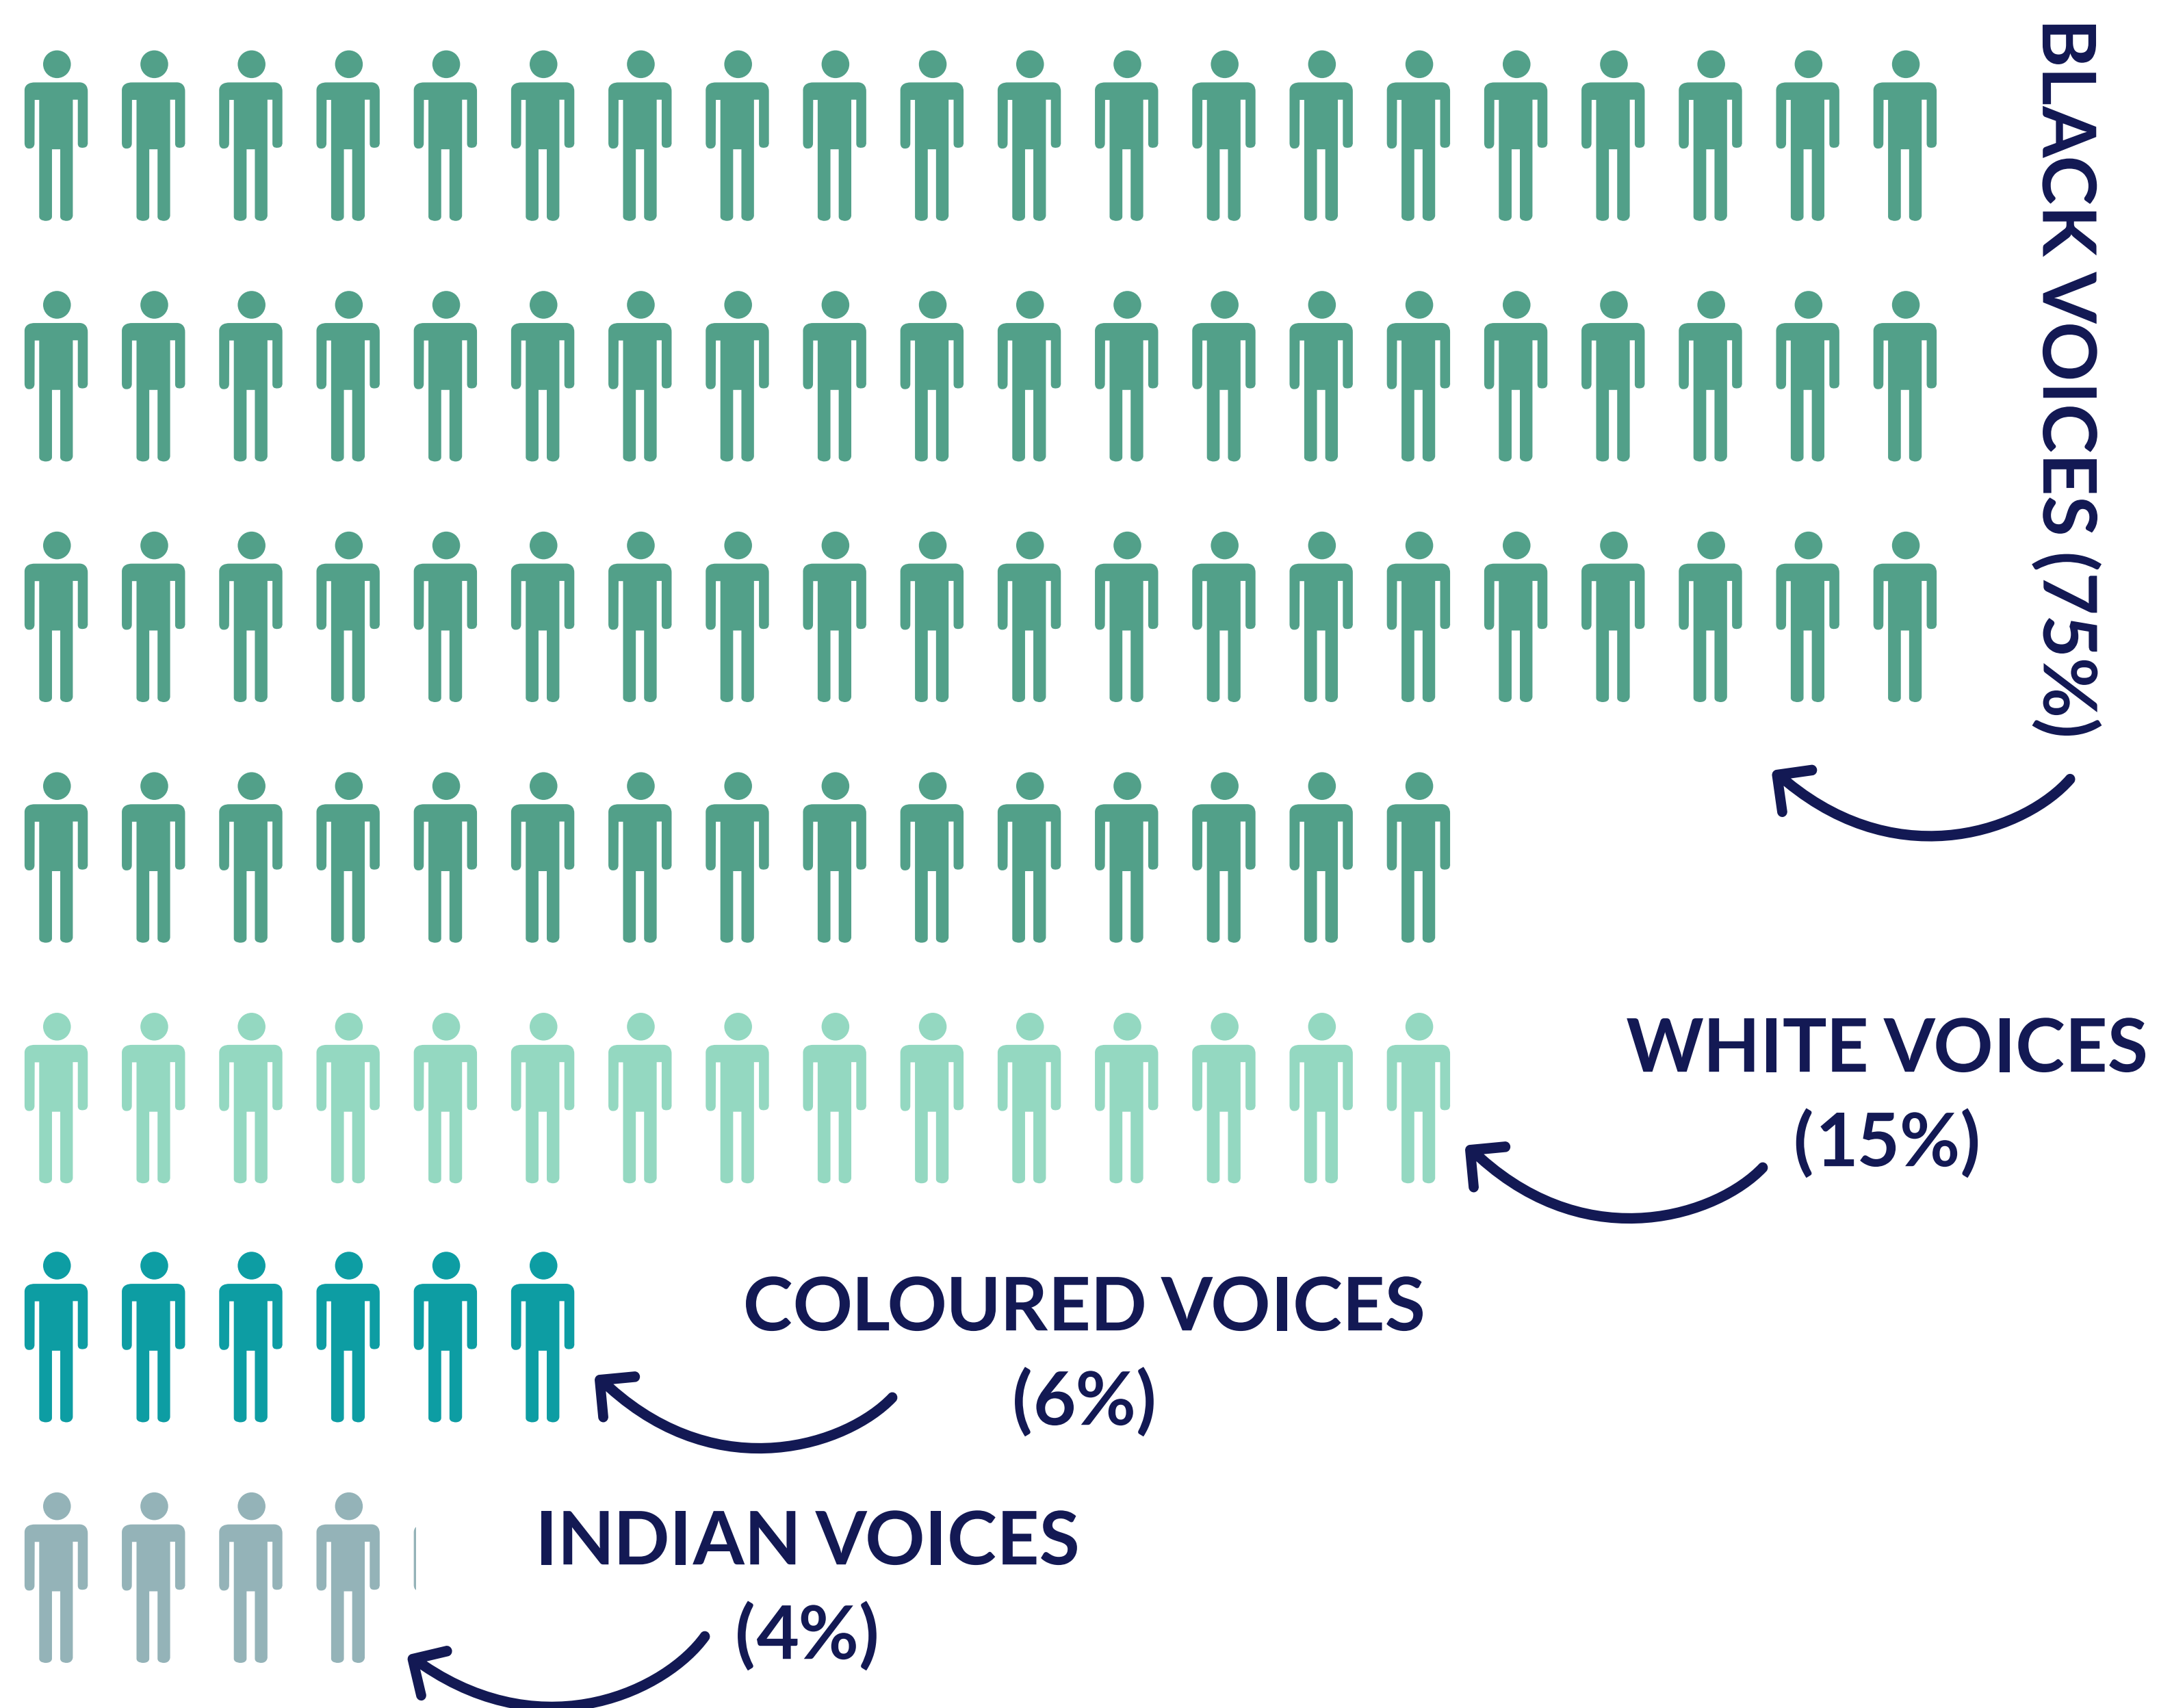 BLACK VOICES (75%)
WHITE VOICES
(15%)
COLOURED VOICES
(6%)
INDIAN VOICES
(4%)